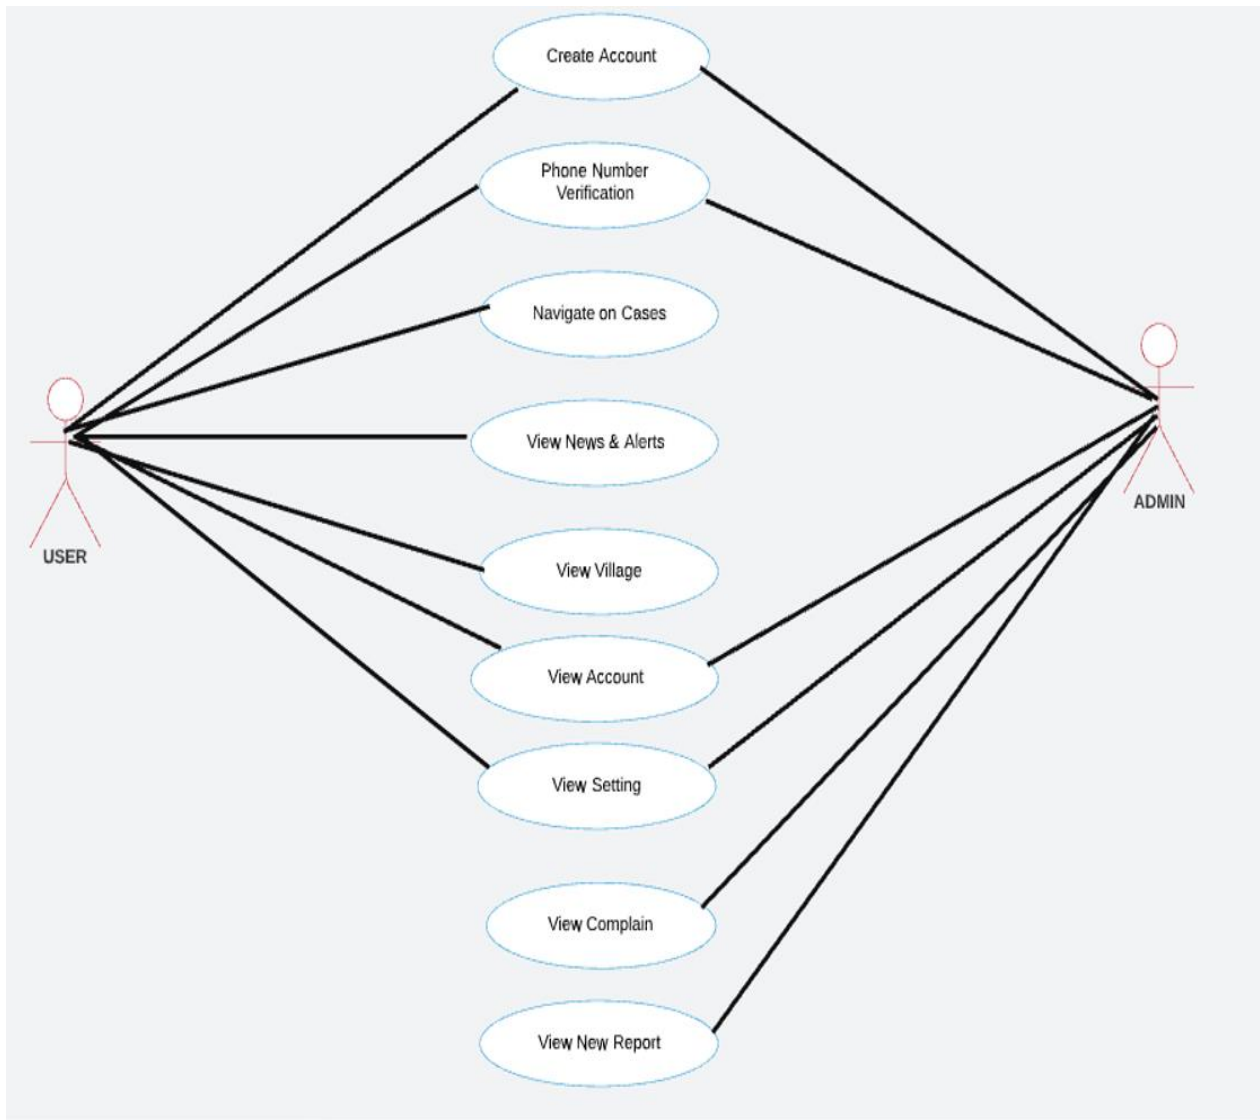 Create Account
Phone Number
Verification
Navigate on Cases
View News & Alerts
View Village
View Account
View Setting
View Complain
View New Report
USER
ADMIN